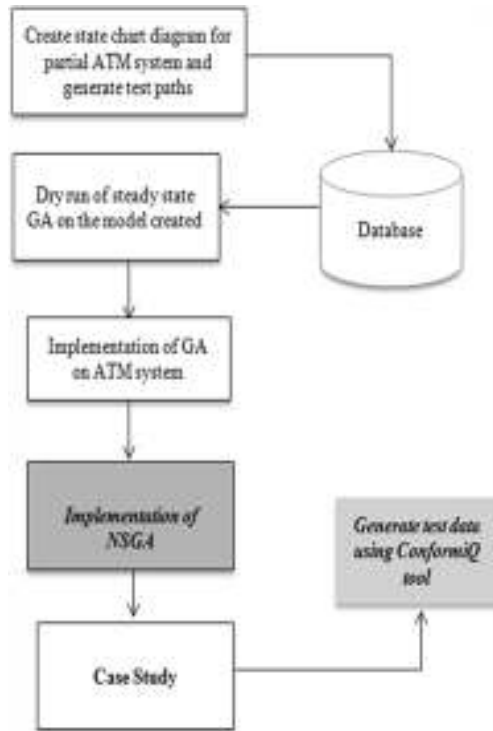 Create state chart diagram for
partial ATM system and
generate test paths
Database
Dry run of steady state
GA on the model created
Implementation of GA
on ATM system
Implementation of
NSGA
Generate test data
using ConformiQ
tool
Case Study